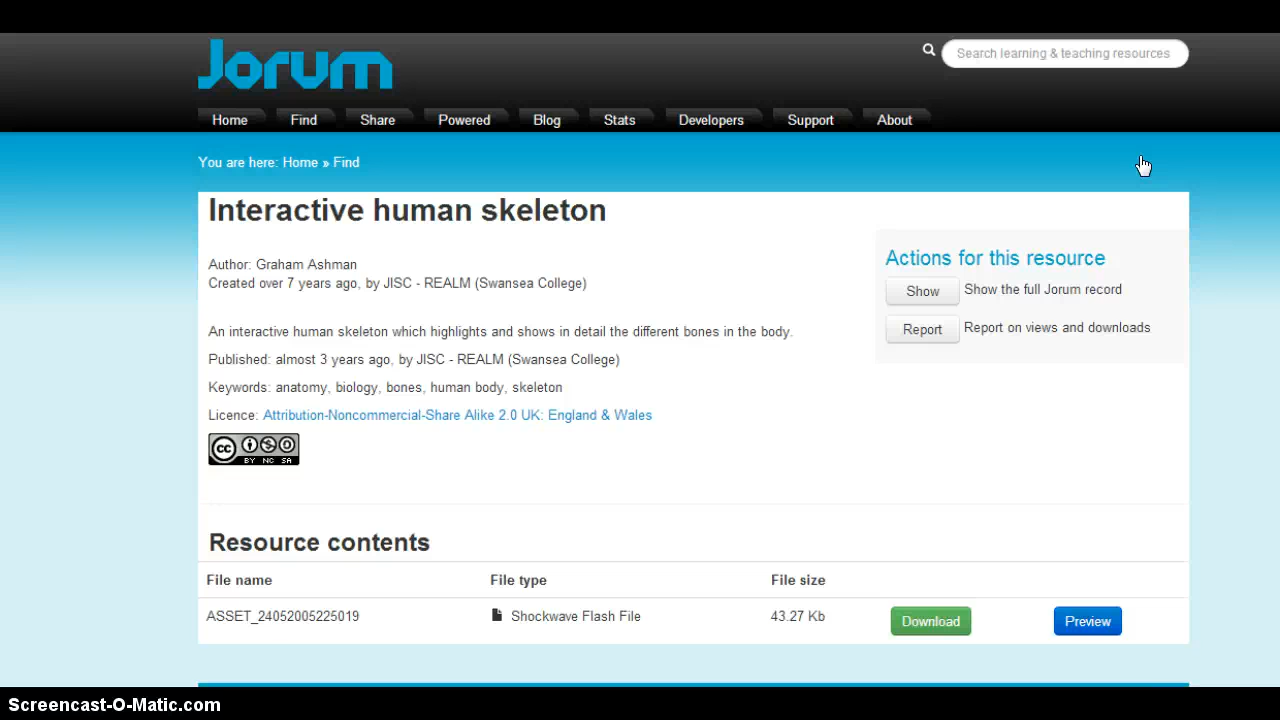 Jorum
Search learning & teaching resources
Home Find Share Powered Blog Stats Developers Support About
You are here: Home » Find
Interactive human skeleton
Author: Graham Ashman
Created over 7 years ago, by JISC - REALM (Swansea College)
An interactive human skeleton which highlights and shows in detail the different bones in the body.
Published: almost 3 years ago, by JISC - REALM (Swansea College)
Keywords: anatomy, biology, bones, human body, skeleton
Licence: Attribution-Noncommercial-Share Alike 2.0 UK: England & Wales
cc
BY NC SA
Actions for this resource
Show Show the full Jorum record
Report Report on views and downloads
Resource contents
File name File type File size
ASSET_24052005225019 Shockwave Flash File 43.27 Kb Download Preview
Screencast-O-Matic.com